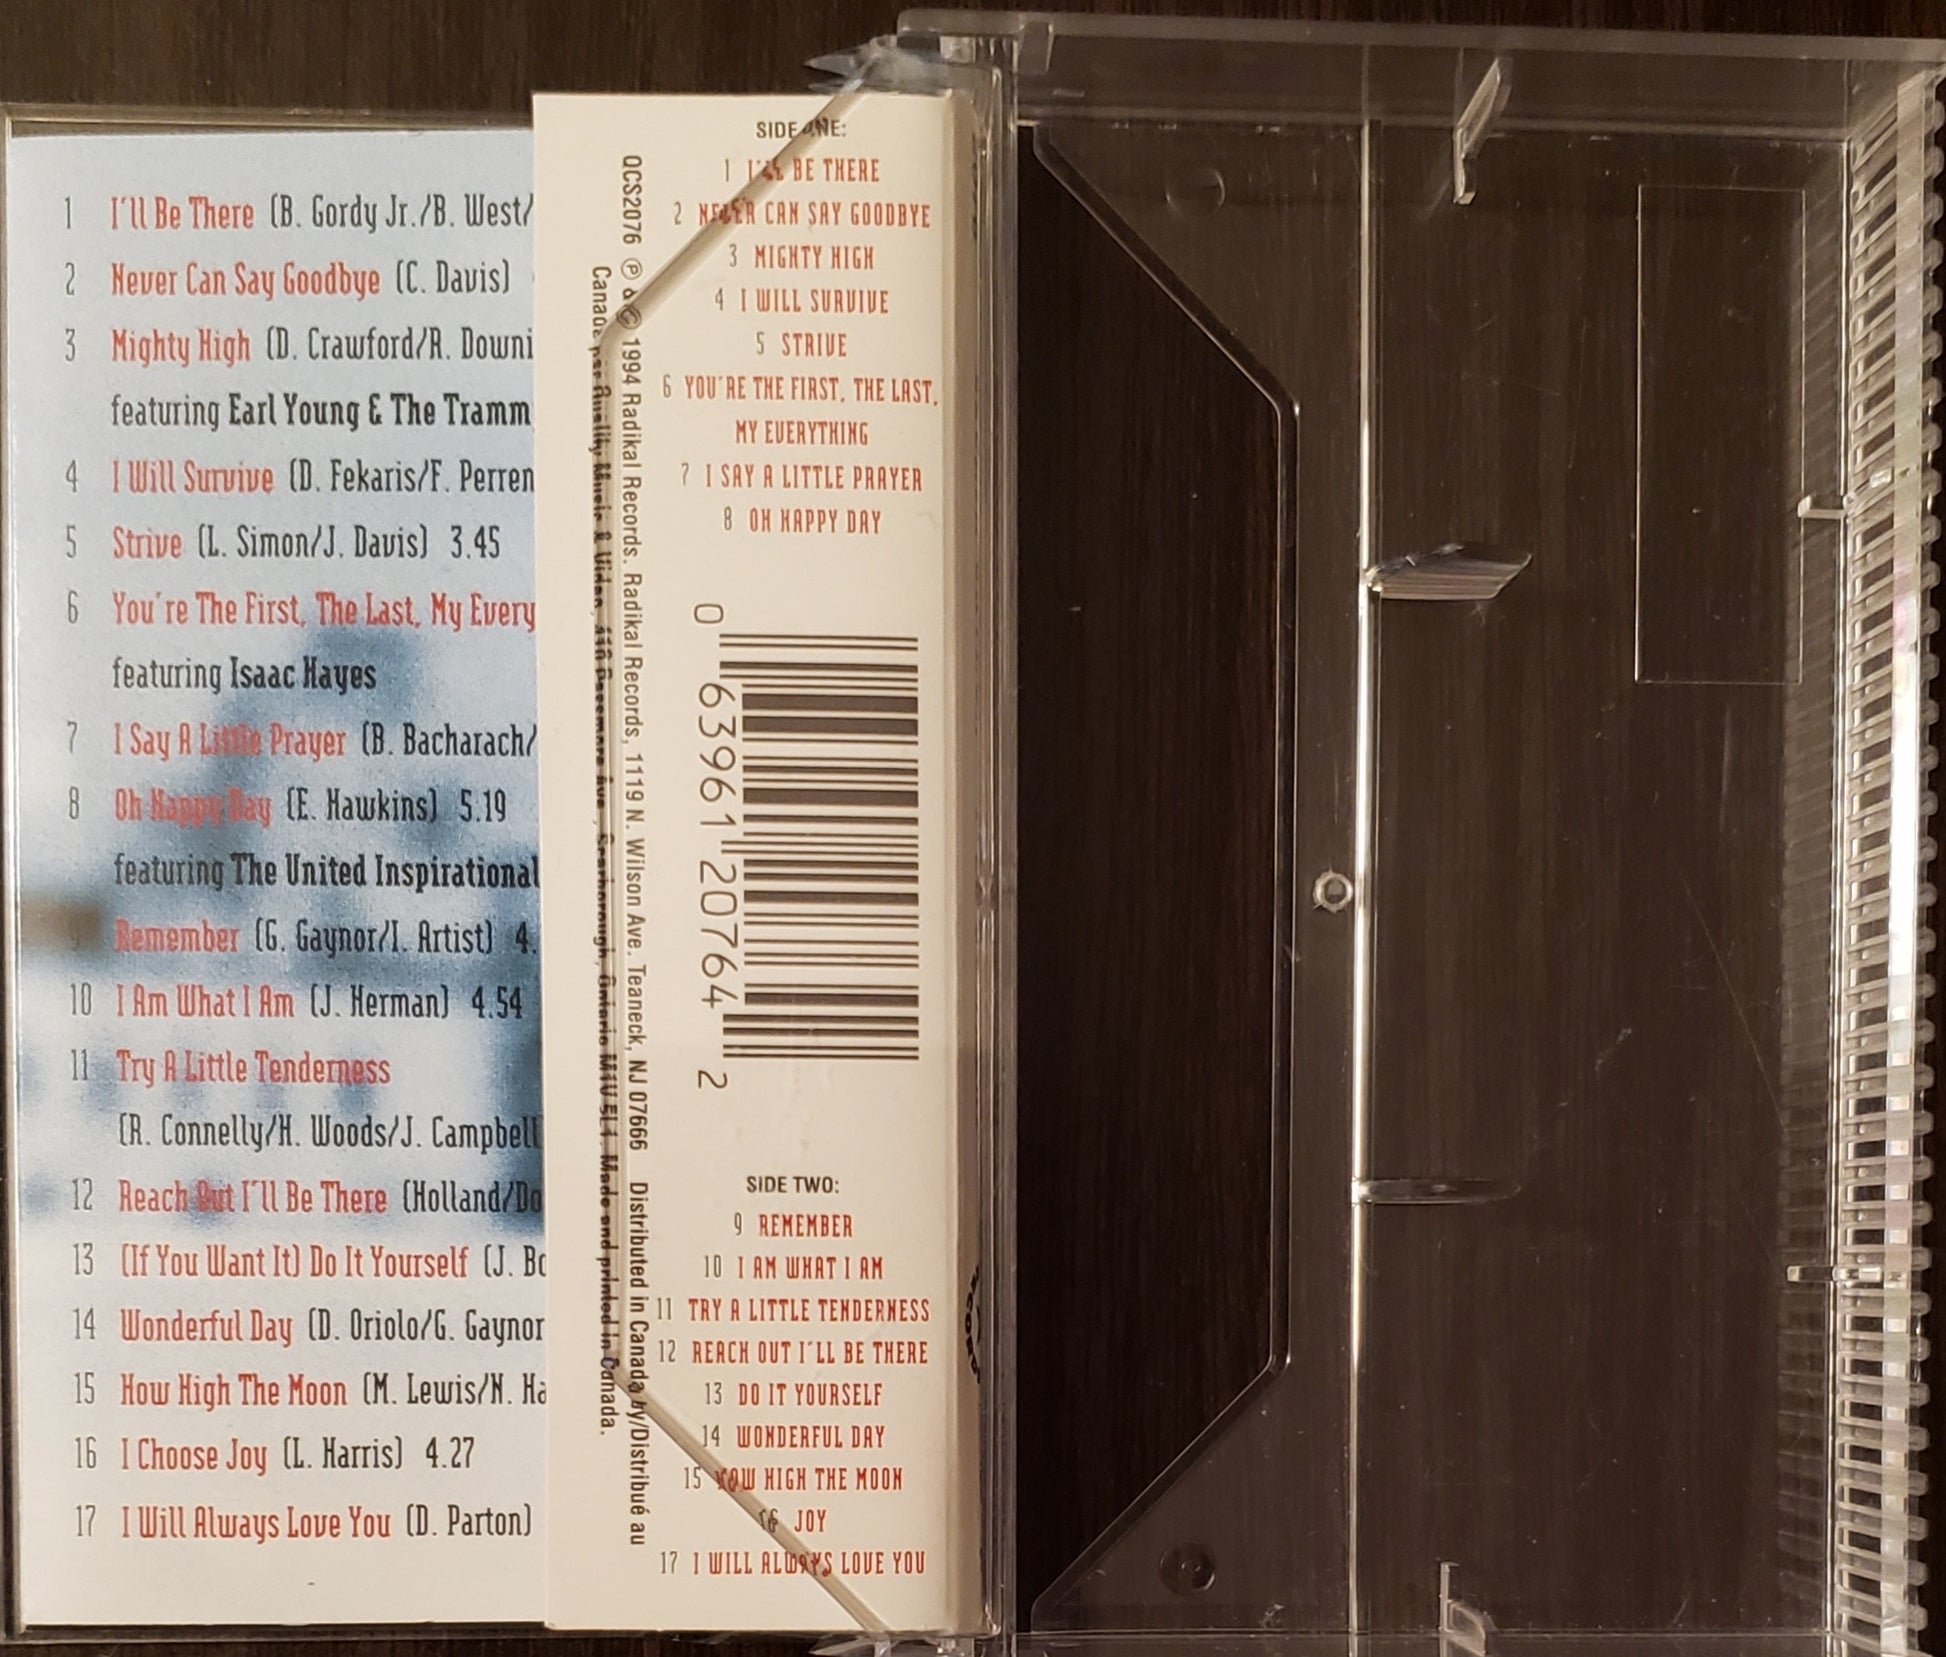 1 I'll Be There (B. Gordy Jr./B. West/
2 Never Can Say Goodbye (C. Davis)
3 Mighty High (D. Crawford/R. Downi
featuring Earl Young & The Tramm
4 I Will Survive (D. Fekaris/F. Perren
5 Strive (L. Simon/J. Davis) 3.45
6 You're The First, The Last, My Every
featuring Isaac Hayes
7 I Say A Little Prayer (B. Bacharach/
8 Oh Happy Day (E. Hawkins) 5.19
featuring The United Inspirational
9 Remember (G. Gaynor/I. Artist) 4.
10 I Am What I Am (J. Herman) 4.54
11 Try A Little Tenderness
(R. Connelly/H. Woods/J. Campbell
12 Reach Out I'll Be There (Holland/Do
13 (If You Want It) Do It Yourself (J. Bo
14 Wonderful Day (D. Oriolo/G. Gaynor
15 How High The Moon (M. Lewis/N. Ha
16 I Choose Joy (L. Harris) 4.27
17 I Will Always Love You (D. Parton)
QCS2076 ℗ & © 1994 Radikal Records. Radikal Records, 1119 N. Wilson Ave. Teaneck, NJ 07666 Distributed in Canada by/Distribué au
Canada par Quality Music & Video, Ave., Scarborough, Ontario M1V 5L1. Made and printed in Canada.
SIDE ONE:
1 I'LL BE THERE
2 NEVER CAN SAY GOODBYE
3 MIGHTY HIGH
4 I WILL SURVIVE
5 STRIVE
6 YOU'RE THE FIRST, THE LAST,
MY EVERYTHING
7 I SAY A LITTLE PRAYER
8 OH HAPPY DAY
0 63961 20764 2
SIDE TWO:
9 REMEMBER
10 I AM WHAT I AM
11 TRY A LITTLE TENDERNESS
12 REACH OUT I'LL BE THERE
13 DO IT YOURSELF
14 WONDERFUL DAY
15 HOW HIGH THE MOON
16 JOY
17 I WILL ALWAYS LOVE YOU